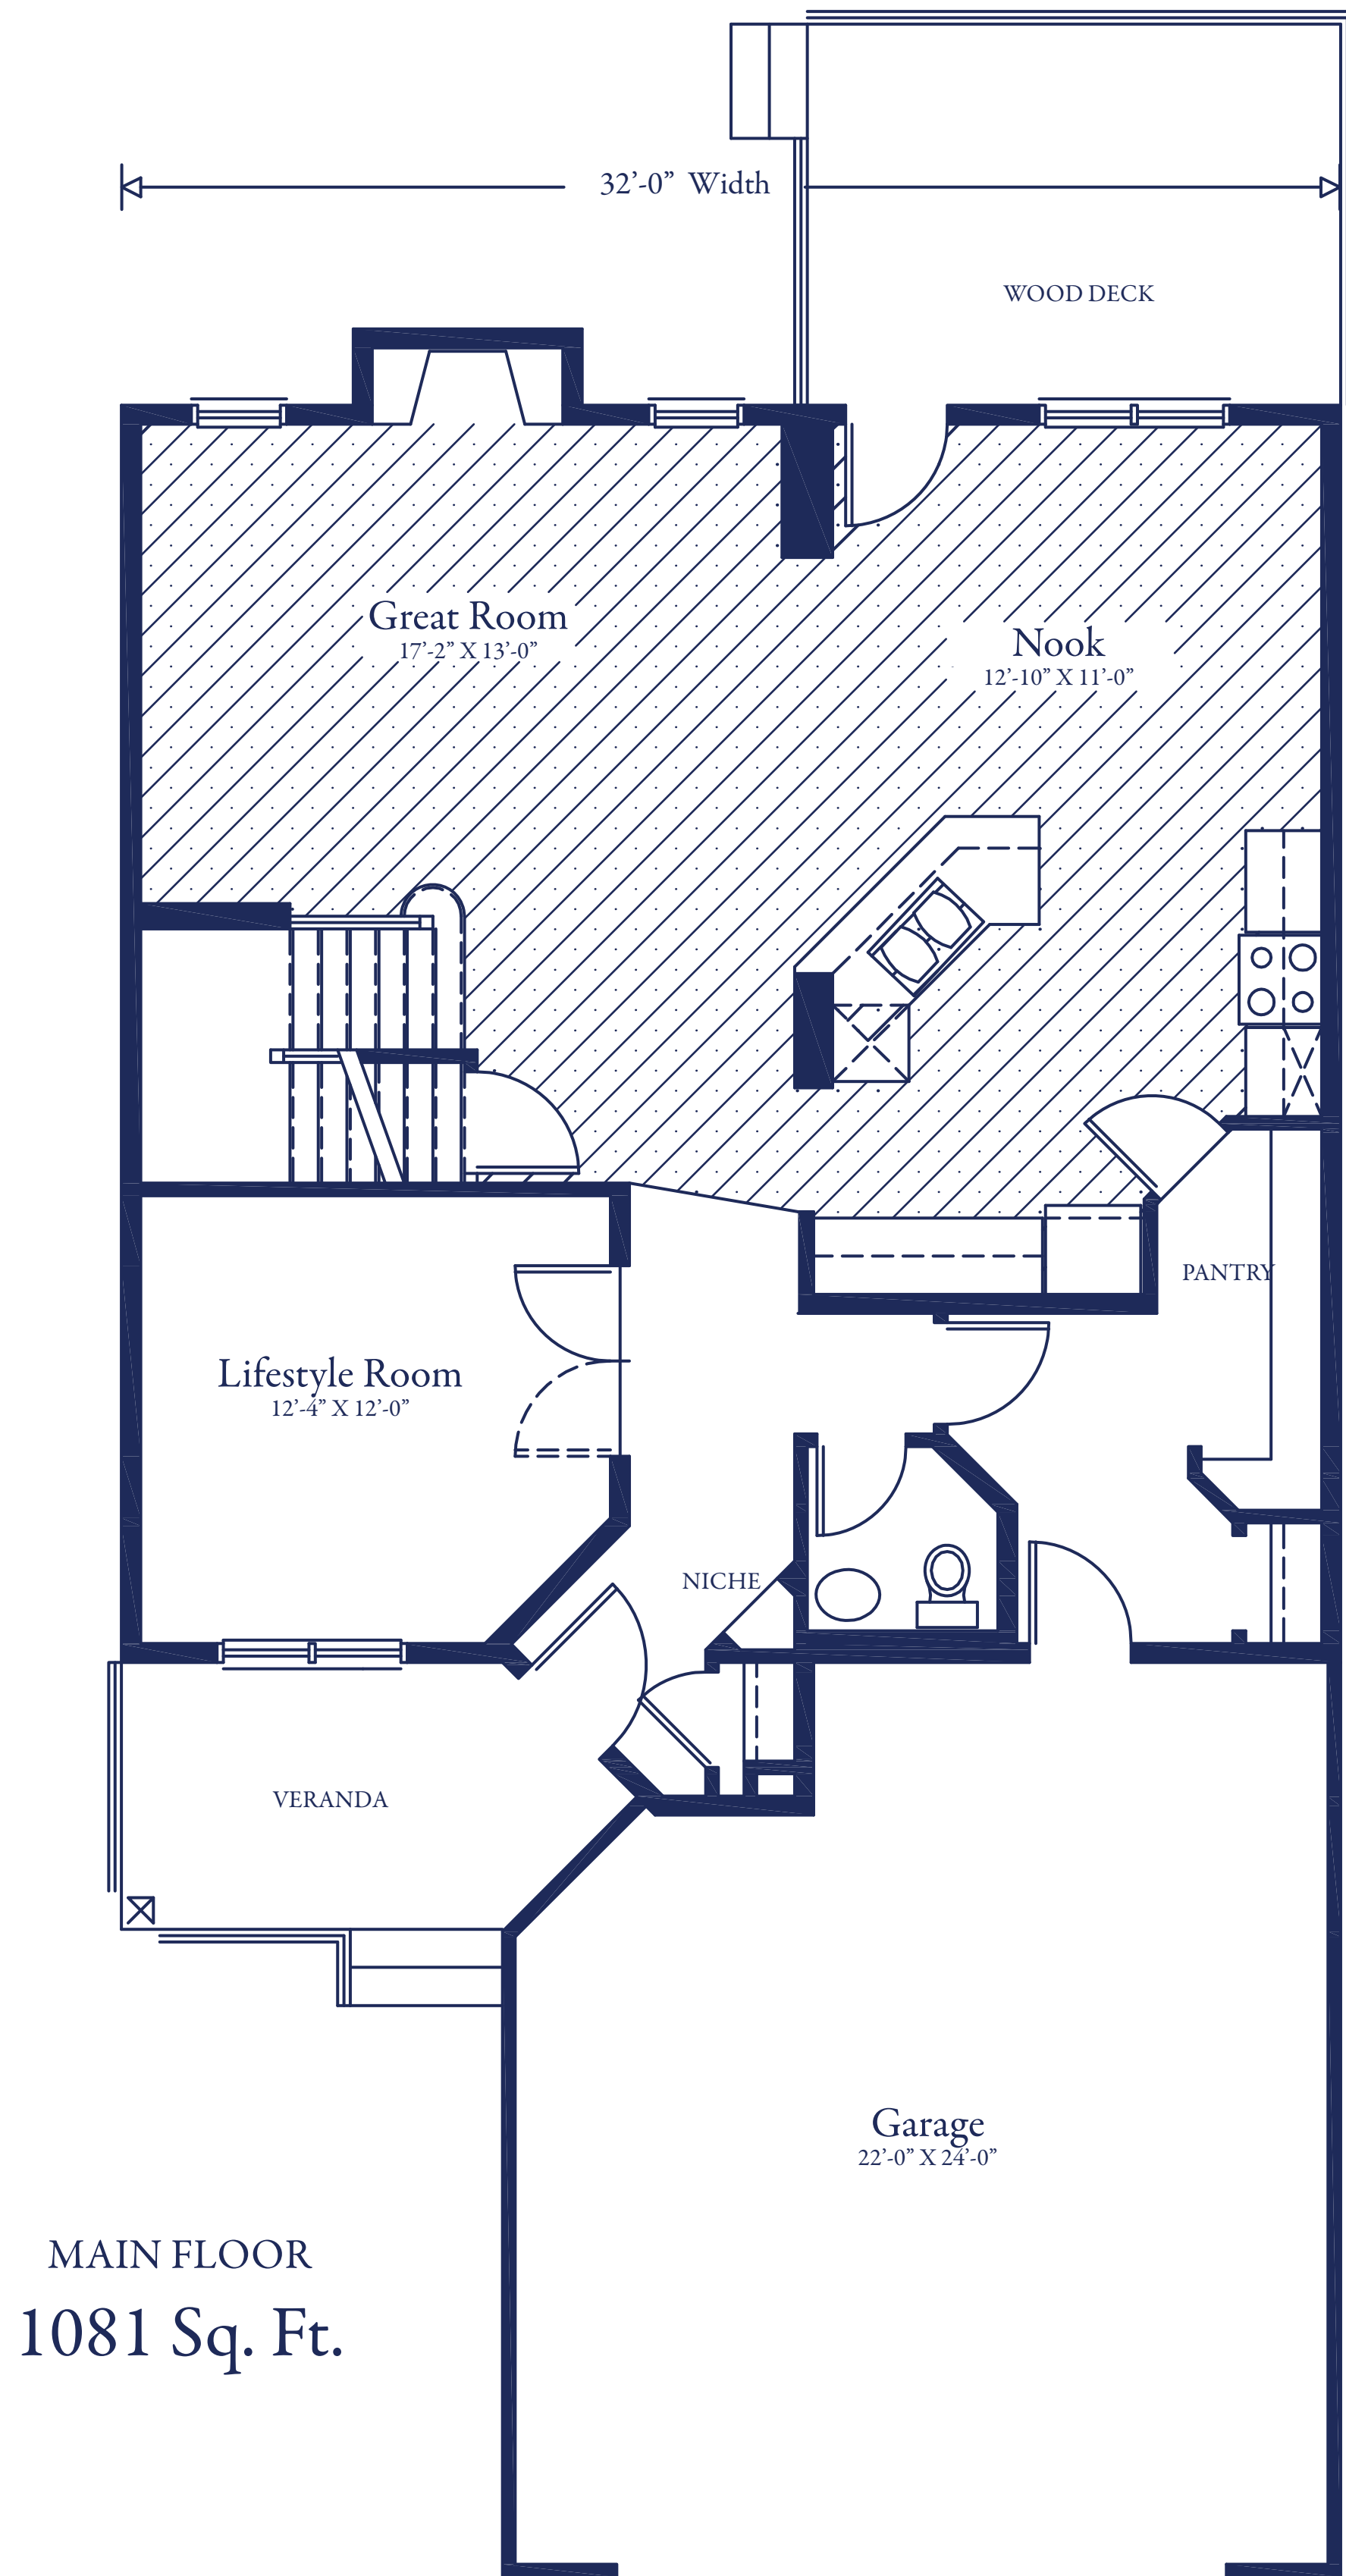 32’-0” Width
WOOD DECK
Great Room
17’-2” X 13’-0”
Nook
12’-10” X 11’-0”
PANTRY
Lifestyle Room
12’-4” X 12’-0”
NICHE
VERANDA
Garage
22’-0” X 24’-0”
MAIN FLOOR
1081 Sq. Ft.